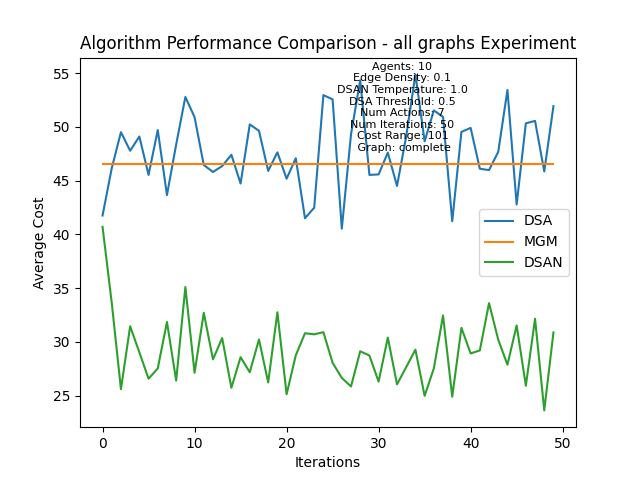 Algorithm Performance Comparison - all graphs Experiment
Agents: 10
Edge Density: 0.1
DSAN Temperature: 1.0
DSA Threshold: 0.5
Num Actions: 7
Num Iterations: 50
Cost Range: 101
Graph: complete
55
50
45
40
35
30
25
Average Cost
DSA
MGM
DSAN
0
10
20
30
40
50
Iterations